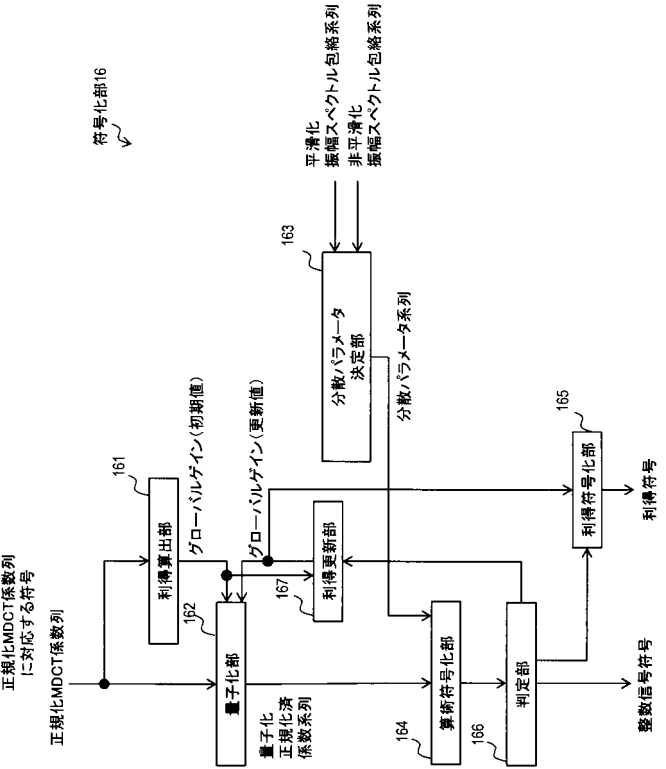 符号化部16
正規化MDCT係数列
に対応する符号
正規化MDCT係数列
161
利得算出部
グローバルゲイン(初期値)
グローバルゲイン(更新値)
162
量子化部
167
利得更新部
量子化
正規化済
係数系列
平滑化
振幅スペクトル包絡系列
非平滑化
振幅スペクトル包絡系列
163
分散パラメータ
決定部
分散パラメータ系列
164
算術符号化部
165
利得符号化部
166
判定部
整数信号符号
利得符号